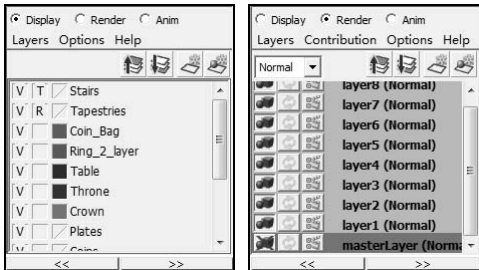 Display Render Anim
Layers Options Help
V T Stairs
V R Tapestries
V Coin_Bag
V Ring_2_layer
V Table
V Throne
V Crown
V Plates
V Coins
<< >>
Display Render Anim
Layers Contribution Options Help
Normal
layer8 (Normal)
layer7 (Normal)
layer6 (Normal)
layer5 (Normal)
layer4 (Normal)
layer3 (Normal)
layer2 (Normal)
layer1 (Normal)
masterLayer (Norma
<< >>